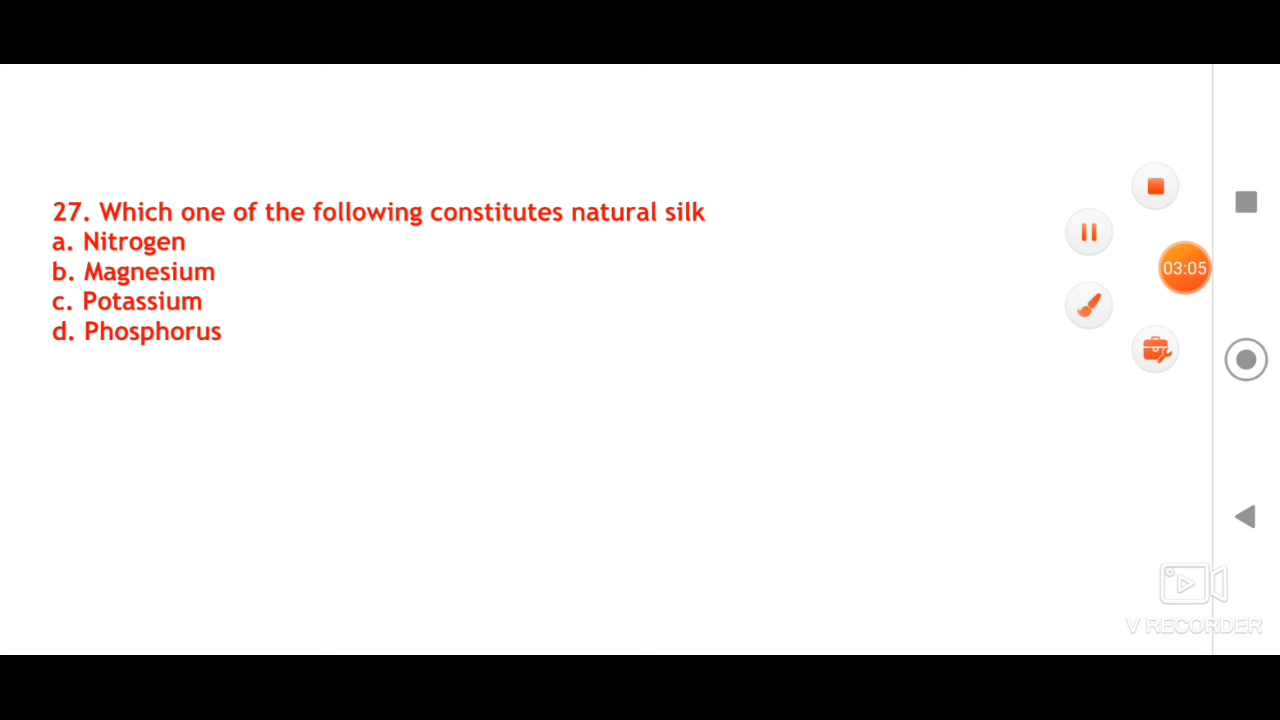 27. Which one of the following constitutes natural silk
a. Nitrogen
b. Magnesium
c. Potassium
d. Phosphorus
03:05
V RECORDER